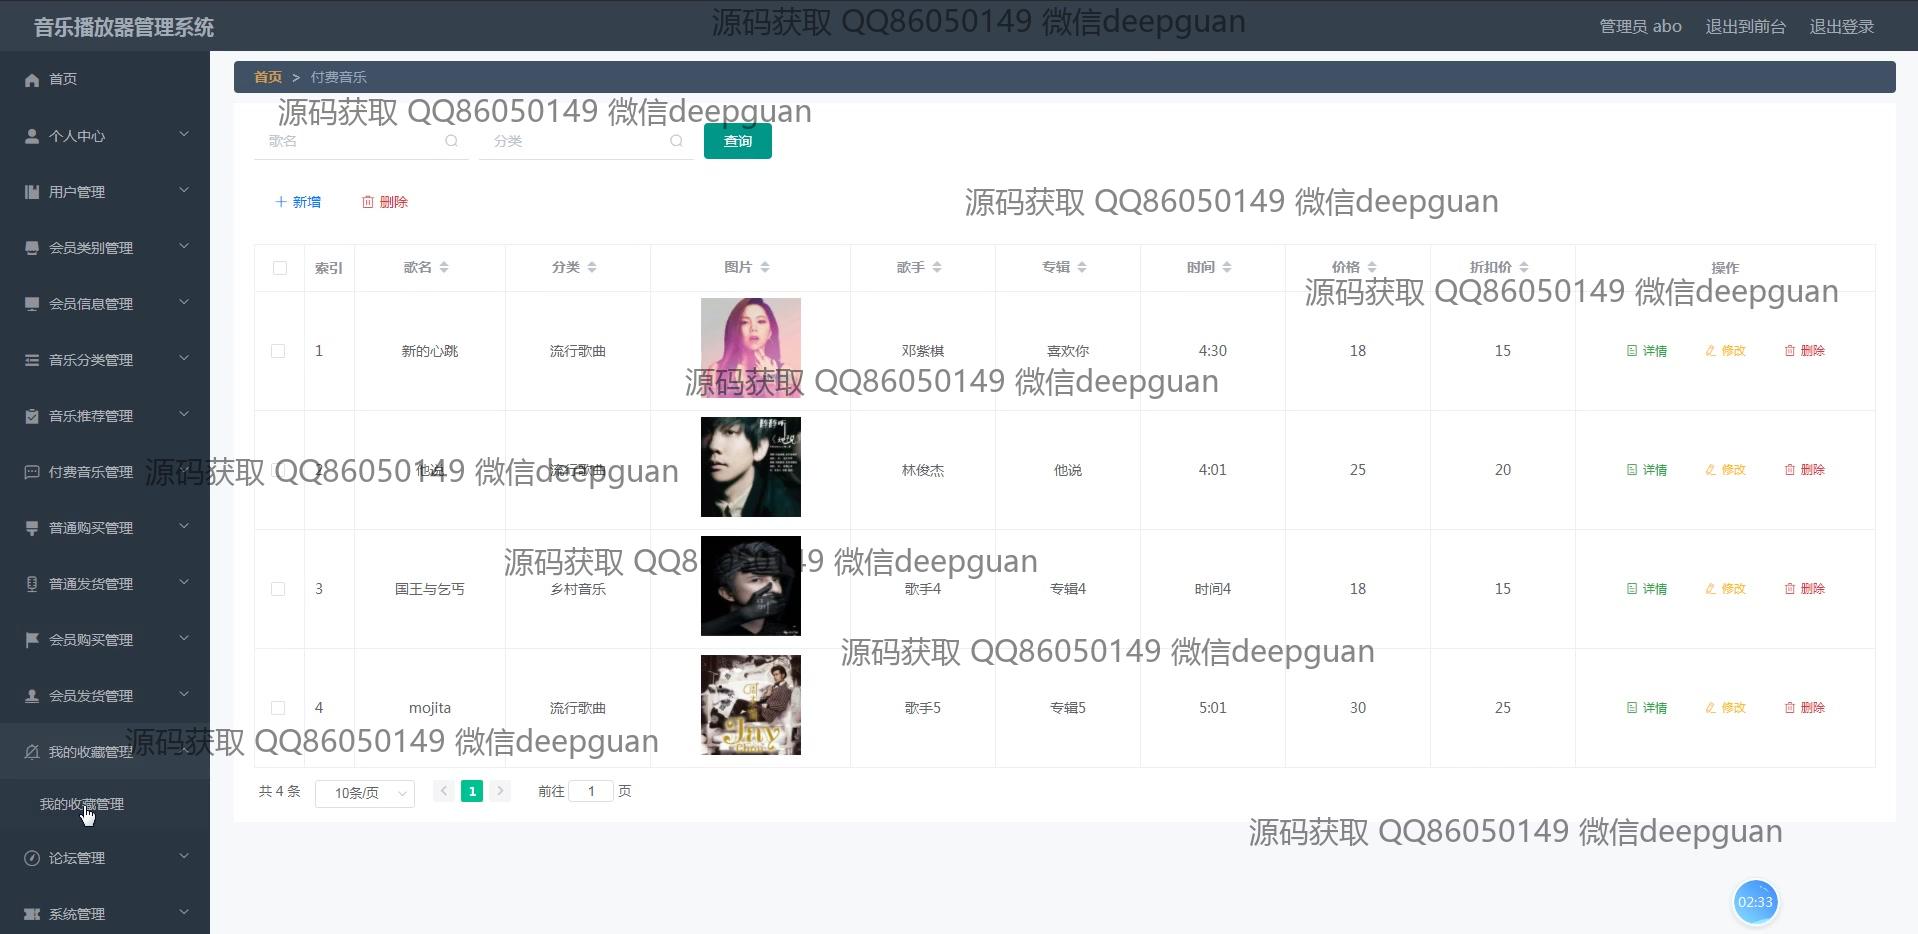 音乐播放器管理系统
源码获取 QQ86050149 微信deepguan
管理员 abo 退出到前台 退出登录
首页
个人中心
用户管理
会员类别管理
会员信息管理
音乐分类管理
音乐推荐管理
付费音乐管理
普通购买管理
普通发货管理
会员购买管理
会员发货管理
我的收藏管理
我的收藏管理
论坛管理
系统管理
首页 > 付费音乐
源码获取 QQ86050149 微信deepguan
歌名 分类 查询
新增 删除
源码获取 QQ86050149 微信deepguan
索引 歌名 分类 图片 歌手 专辑 时间 价格 折扣价 操作
源码获取 QQ86050149 微信deepguan
1 新的心跳 流行歌曲 邓紫棋 喜欢你 4:30 18 15 详情 修改 删除
源码获取 QQ86050149 微信deepguan
2 他说 流行歌曲 林俊杰 他说 4:01 25 20 详情 修改 删除
源码获取 QQ86050149 微信deepguan
源码获取 QQ86050149 微信deepguan
3 国王与乞丐 乡村音乐 歌手4 专辑4 时间4 18 15 详情 修改 删除
源码获取 QQ86050149 微信deepguan
4 mojita 流行歌曲 歌手5 专辑5 5:01 30 25 详情 修改 删除
Jay
Chou
源码获取 QQ86050149 微信deepguan
共 4 条 10条/页 1 前往 1 页
源码获取 QQ86050149 微信deepguan
02:33